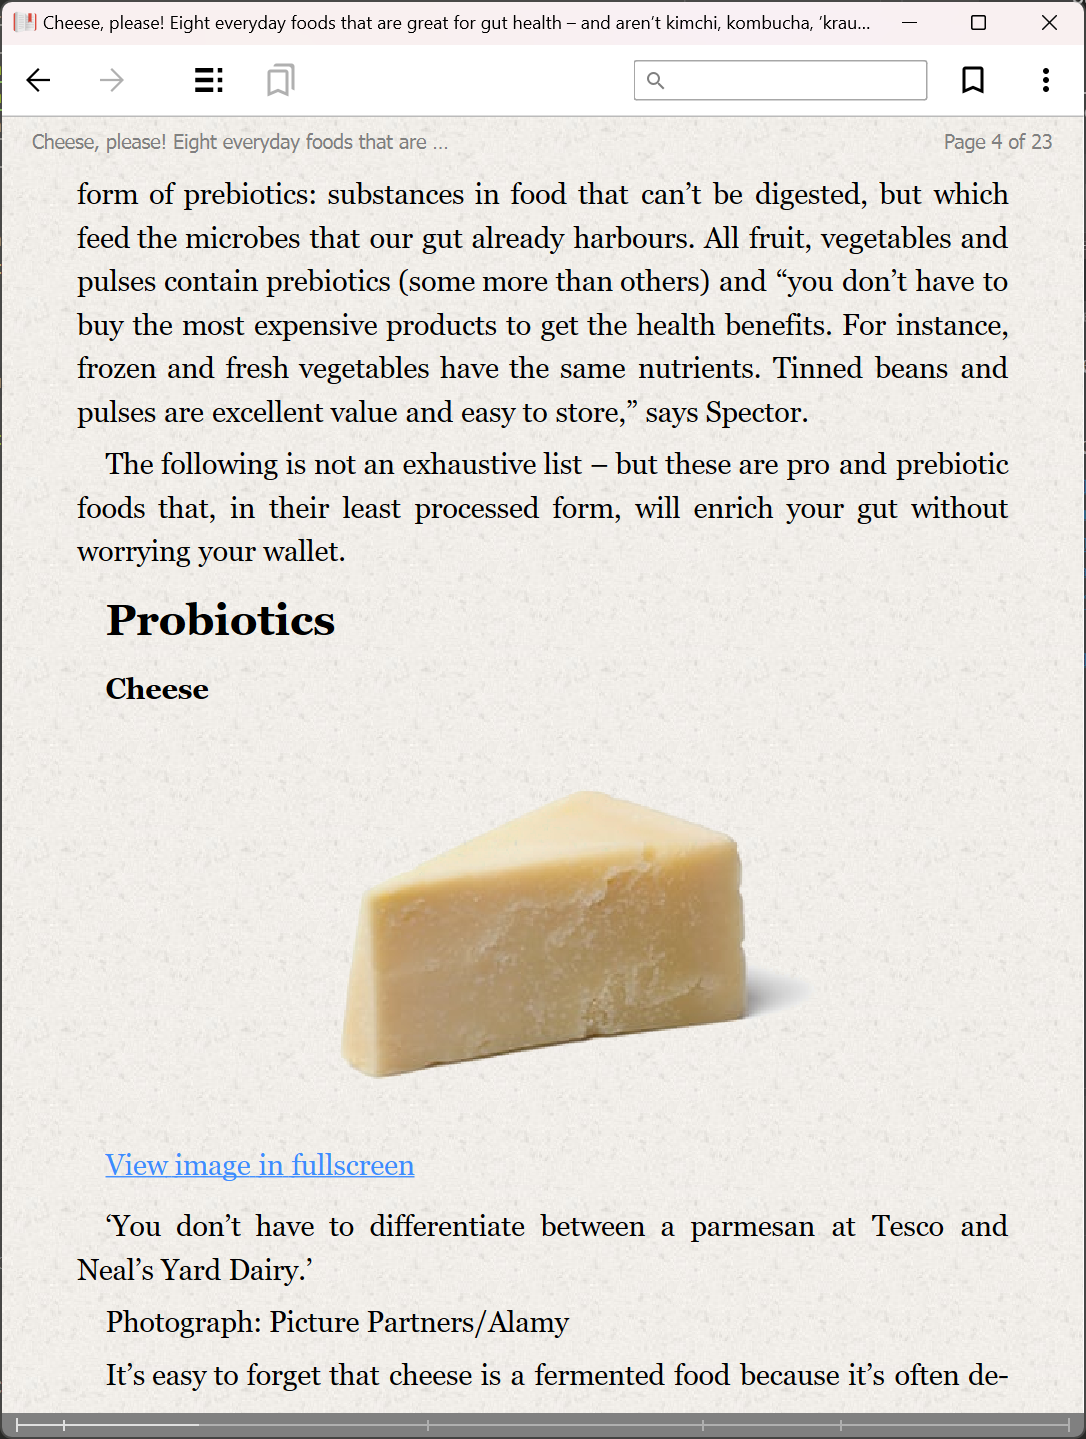 Cheese, please! Eight everyday foods that are great for gut health – and aren’t kimchi, kombucha, ‘krau...
Cheese, please! Eight everyday foods that are ...
Page 4 of 23
form of prebiotics: substances in food that can’t be digested, but which
feed the microbes that our gut already harbours. All fruit, vegetables and
pulses contain prebiotics (some more than others) and “you don’t have to
buy the most expensive products to get the health benefits. For instance,
frozen and fresh vegetables have the same nutrients. Tinned beans and
pulses are excellent value and easy to store,” says Spector.
The following is not an exhaustive list – but these are pro and prebiotic
foods that, in their least processed form, will enrich your gut without
worrying your wallet.
Probiotics
Cheese
View image in fullscreen
‘You don’t have to differentiate between a parmesan at Tesco and
Neal’s Yard Dairy.’
Photograph: Picture Partners/Alamy
It’s easy to forget that cheese is a fermented food because it’s often de-